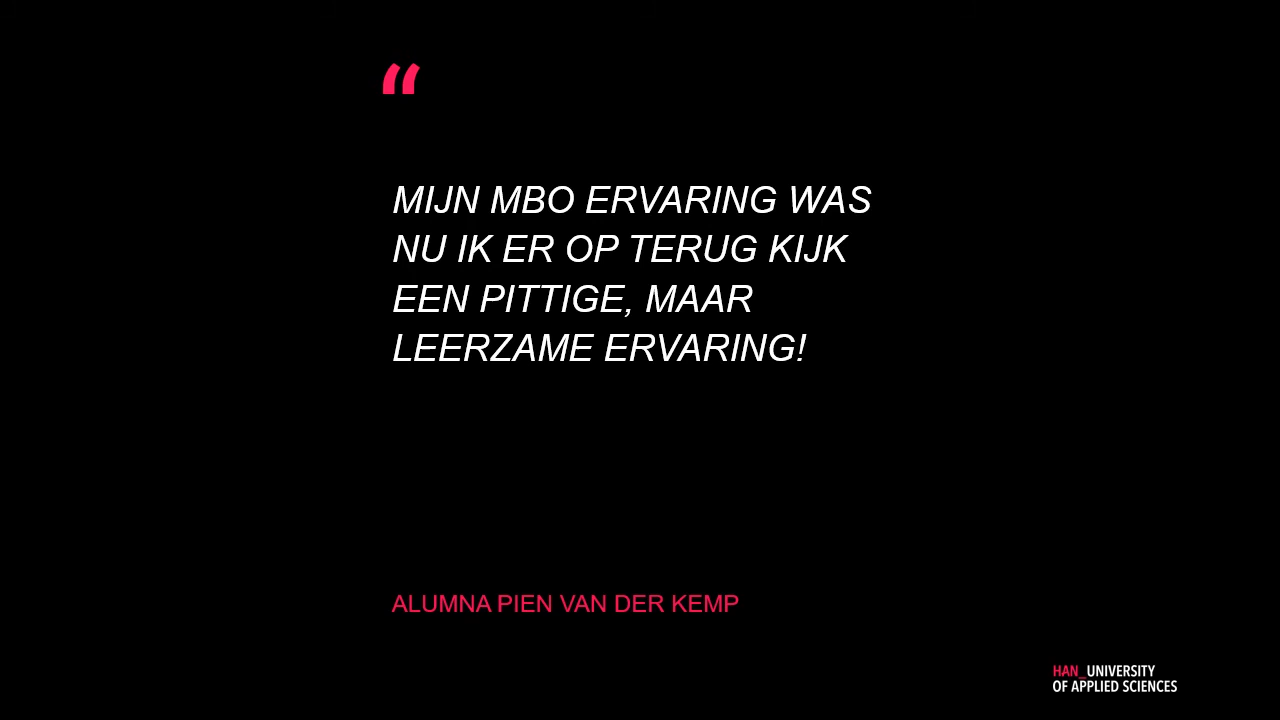 “
MIJN MBO ERVARING WAS
NU IK ER OP TERUG KIJK
EEN PITTIGE, MAAR
LEERZAME ERVARING!
ALUMNA PIEN VAN DER KEMP
HAN_UNIVERSITY
OF APPLIED SCIENCES